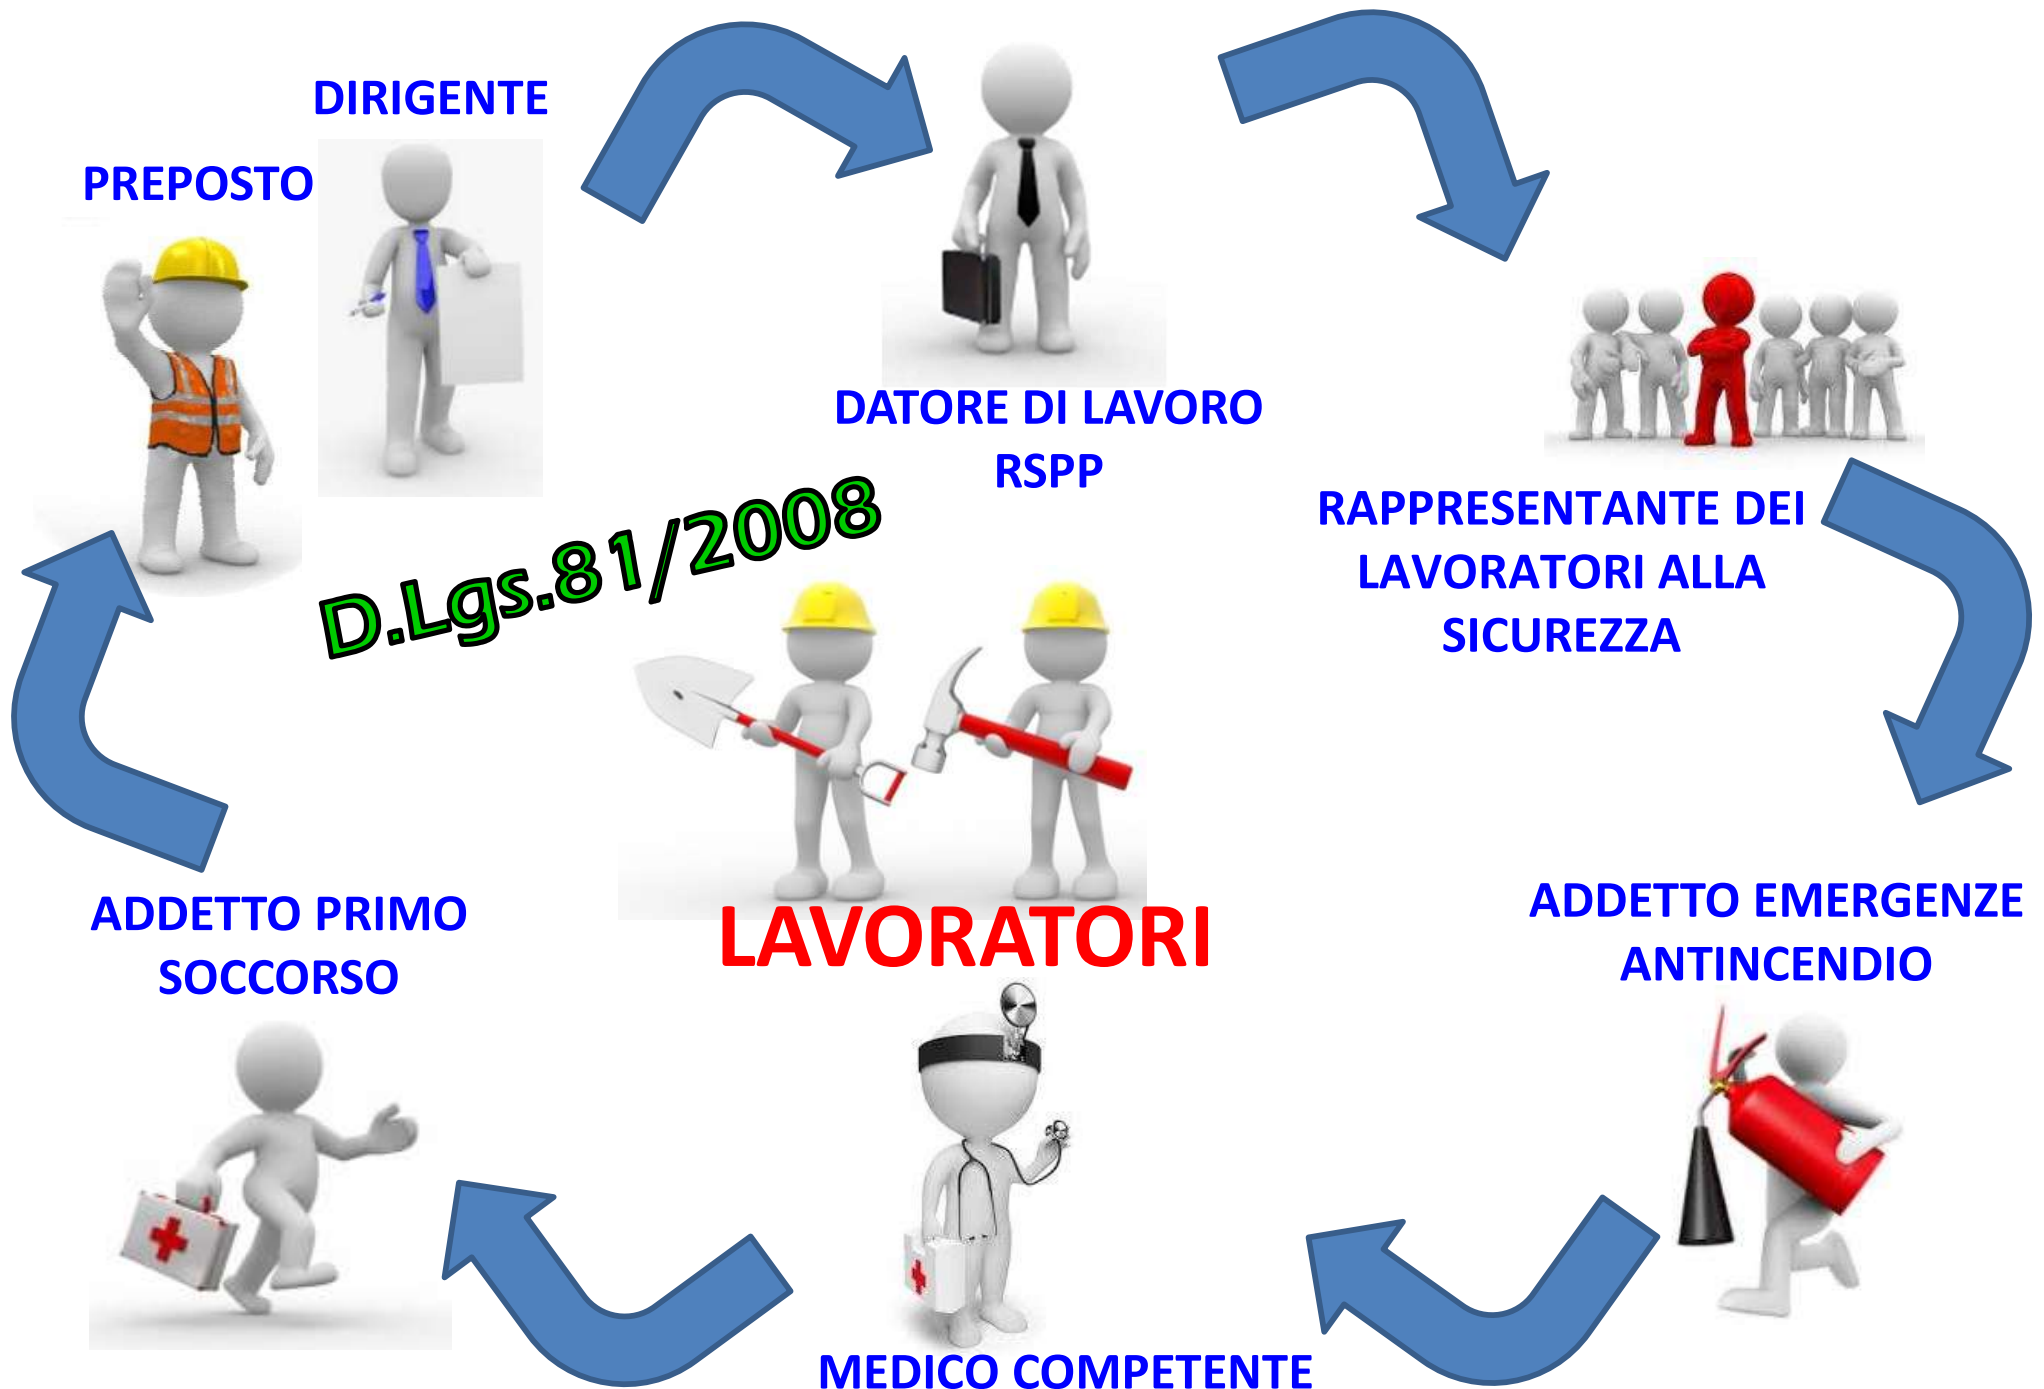 DIRIGENTE
PREPOSTO
DATORE DI LAVORO
RSPP
D.Lgs.81/2008
RAPPRESENTANTE DEI
LAVORATORI ALLA
SICUREZZA
ADDETTO PRIMO
SOCCORSO
LAVORATORI
ADDETTO EMERGENZE
ANTINCENDIO
MEDICO COMPETENTE